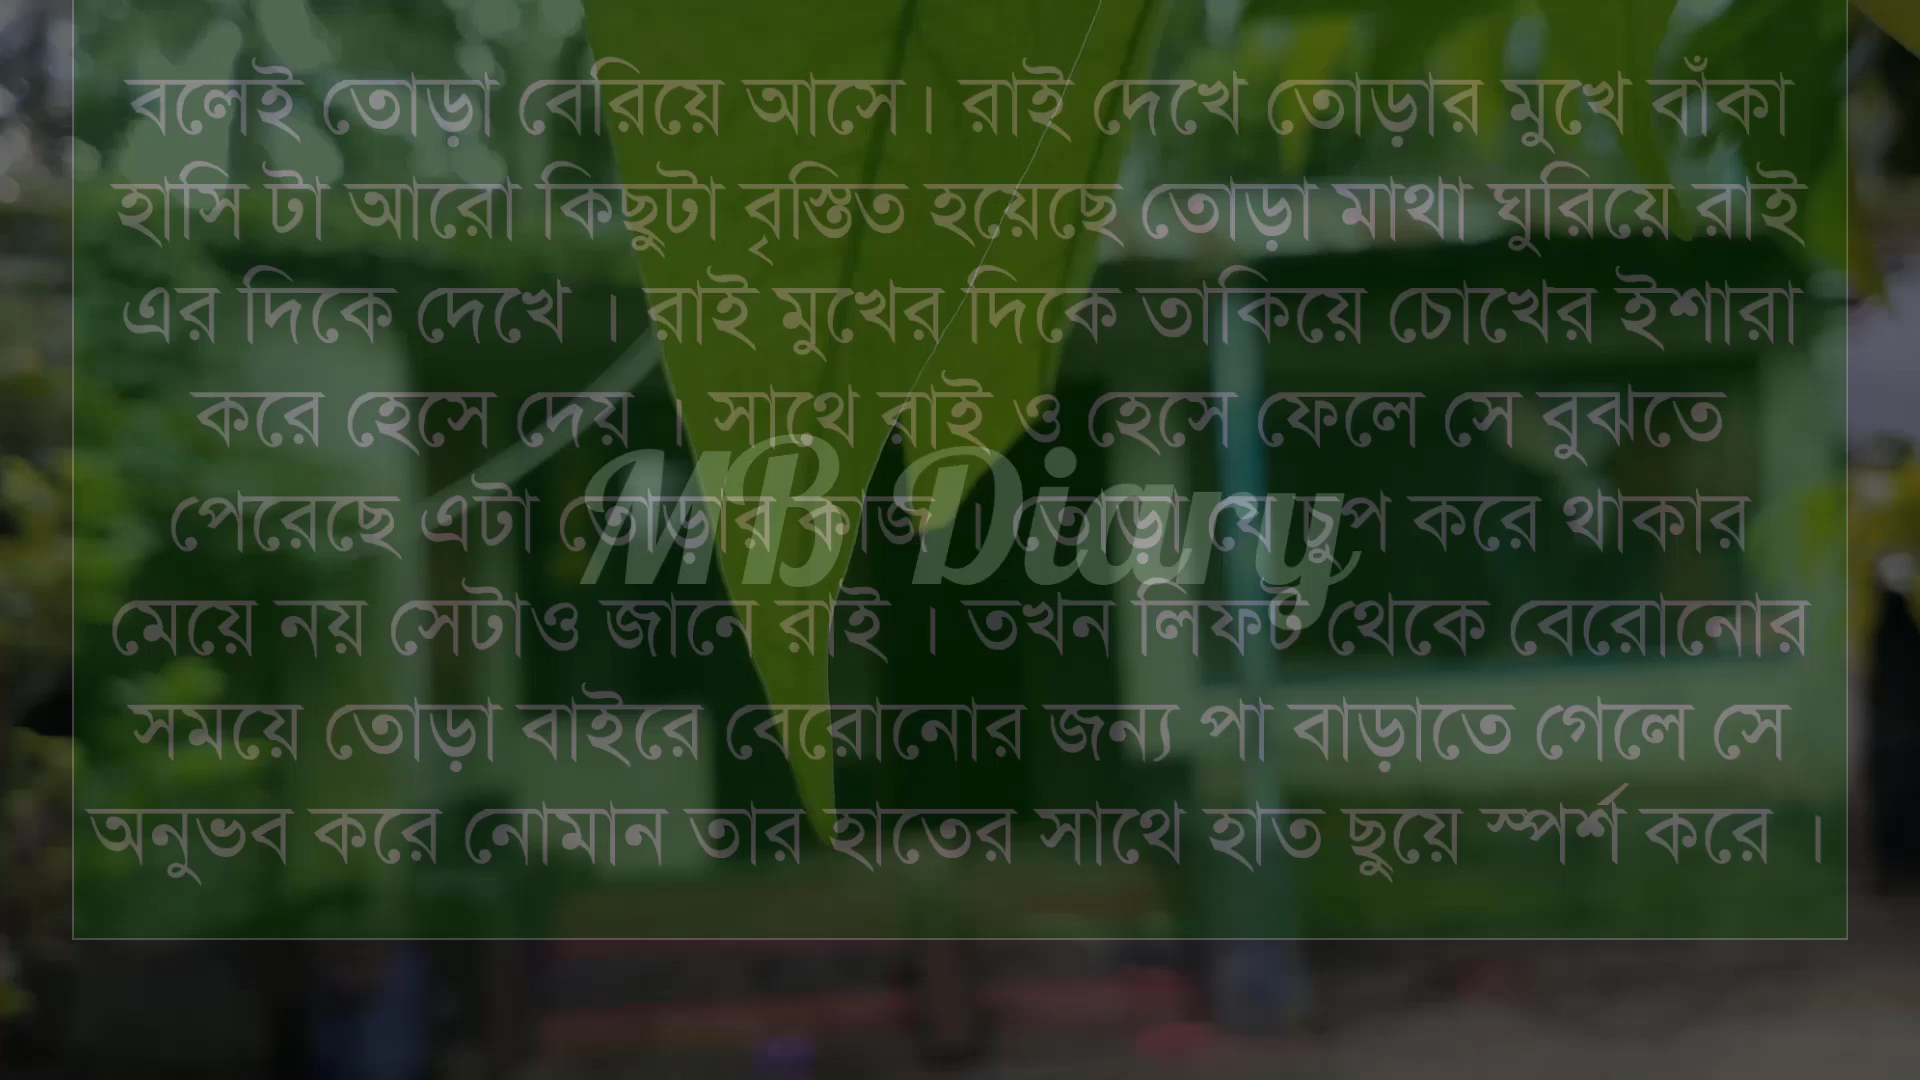 বলেই তোড়া বেরিয়ে আসে। রাই দেখে তোড়ার মুখে বাঁকা
হাসি টা আরো কিছুটা বৃস্তিত হয়েছে তোড়া মাথা ঘুরিয়ে রাই
এর দিকে দেখে । রাই মুখের দিকে তাকিয়ে চোখের ইশারা
করে হেসে দেয় । সাথে রাই ও হেসে ফেলে সে বুঝতে
পেরেছে এটা তোড়ার কাজ । তোড়া যে চুপ করে থাকার
মেয়ে নয় সেটাও জানে রাই । তখন লিফট থেকে বেরোনোর
সময়ে তোড়া বাইরে বেরোনোর জন্য পা বাড়াতে গেলে সে
অনুভব করে নোমান তার হাতের সাথে হাত ছুয়ে স্পর্শ করে ।
MB Diary